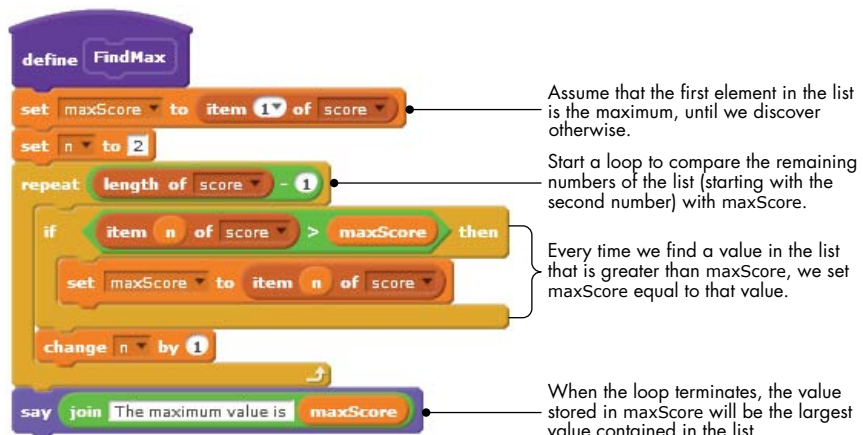 define FindMax
set maxScore to item 1 of score
Assume that the first element in the list
is the maximum, until we discover
otherwise.
set n to 2
repeat length of score - 1
Start a loop to compare the remaining
numbers of the list (starting with the
second number) with maxScore.
if item n of score > maxScore then
set maxScore to item n of score
Every time we find a value in the list
that is greater than maxScore, we set
maxScore equal to that value.
change n by 1
say join The maximum value is maxScore
When the loop terminates, the value
stored in maxScore will be the largest
value contained in the list